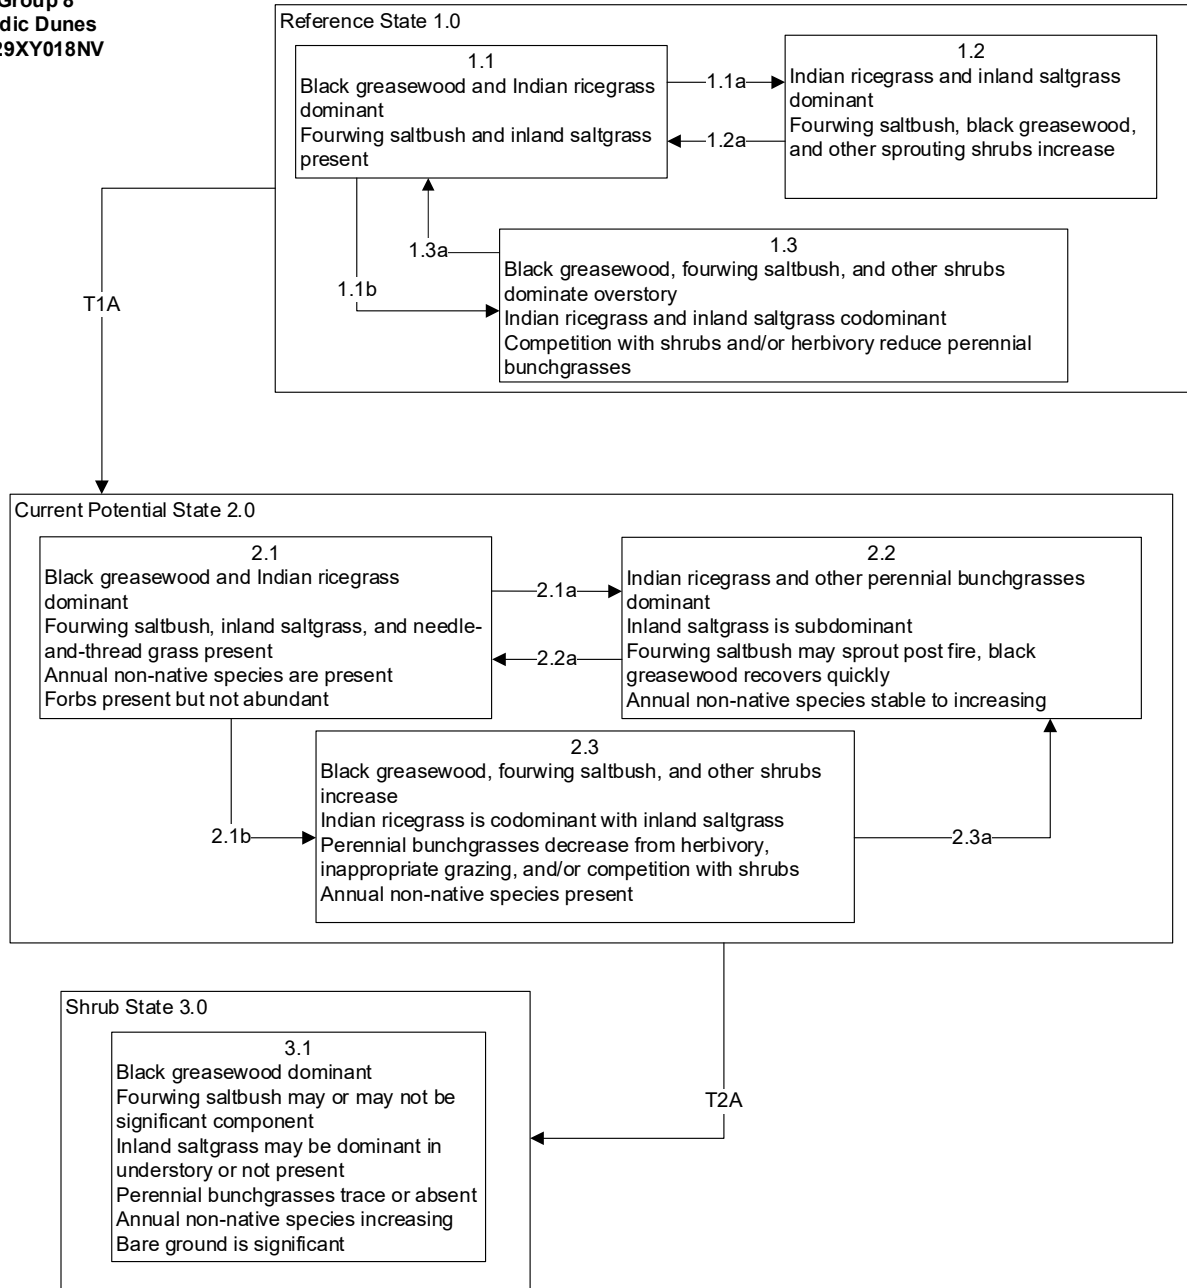 Group 8
dic Dunes
29XY018NV
Reference State 1.0
1.1
Black greasewood and Indian ricegrass
dominant
Fourwing saltbush and inland saltgrass
present
1.1a
1.2a
1.2
Indian ricegrass and inland saltgrass
dominant
Fourwing saltbush, black greasewood,
and other sprouting shrubs increase
1.3a
1.1b
1.3
Black greasewood, fourwing saltbush, and other shrubs
dominate overstory
Indian ricegrass and inland saltgrass codominant
Competition with shrubs and/or herbivory reduce perennial
bunchgrasses
T1A
Current Potential State 2.0
2.1
Black greasewood and Indian ricegrass
dominant
Fourwing saltbush, inland saltgrass, and needle-
and-thread grass present
Annual non-native species are present
Forbs present but not abundant
2.1a
2.2a
2.2
Indian ricegrass and other perennial bunchgrasses
dominant
Inland saltgrass is subdominant
Fourwing saltbush may sprout post fire, black
greasewood recovers quickly
Annual non-native species stable to increasing
2.1b
2.3
Black greasewood, fourwing saltbush, and other shrubs
increase
Indian ricegrass is codominant with inland saltgrass
Perennial bunchgrasses decrease from herbivory,
inappropriate grazing, and/or competition with shrubs
Annual non-native species present
2.3a
Shrub State 3.0
3.1
Black greasewood dominant
Fourwing saltbush may or may not be
significant component
Inland saltgrass may be dominant in
understory or not present
Perennial bunchgrasses trace or absent
Annual non-native species increasing
Bare ground is significant
T2A